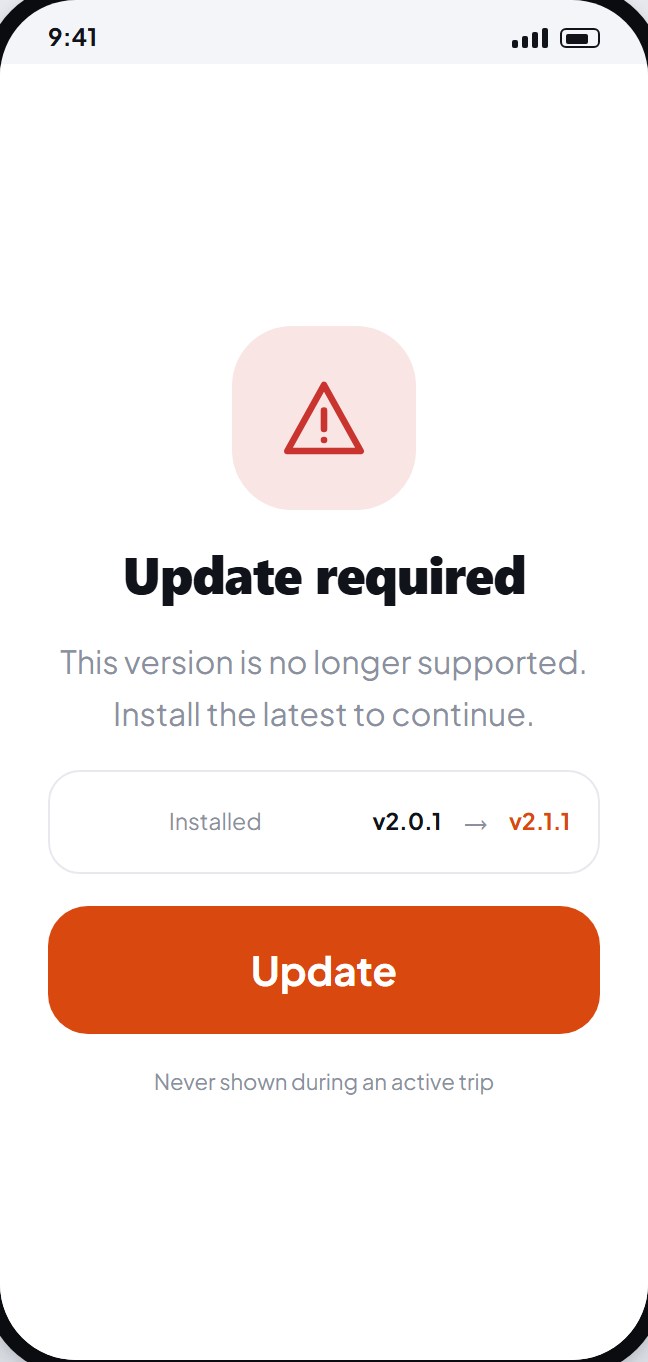 9:41
Update required
This version is no longer supported.
Install the latest to continue.
Installed v2.0.1 → v2.1.1
Update
Never shown during an active trip